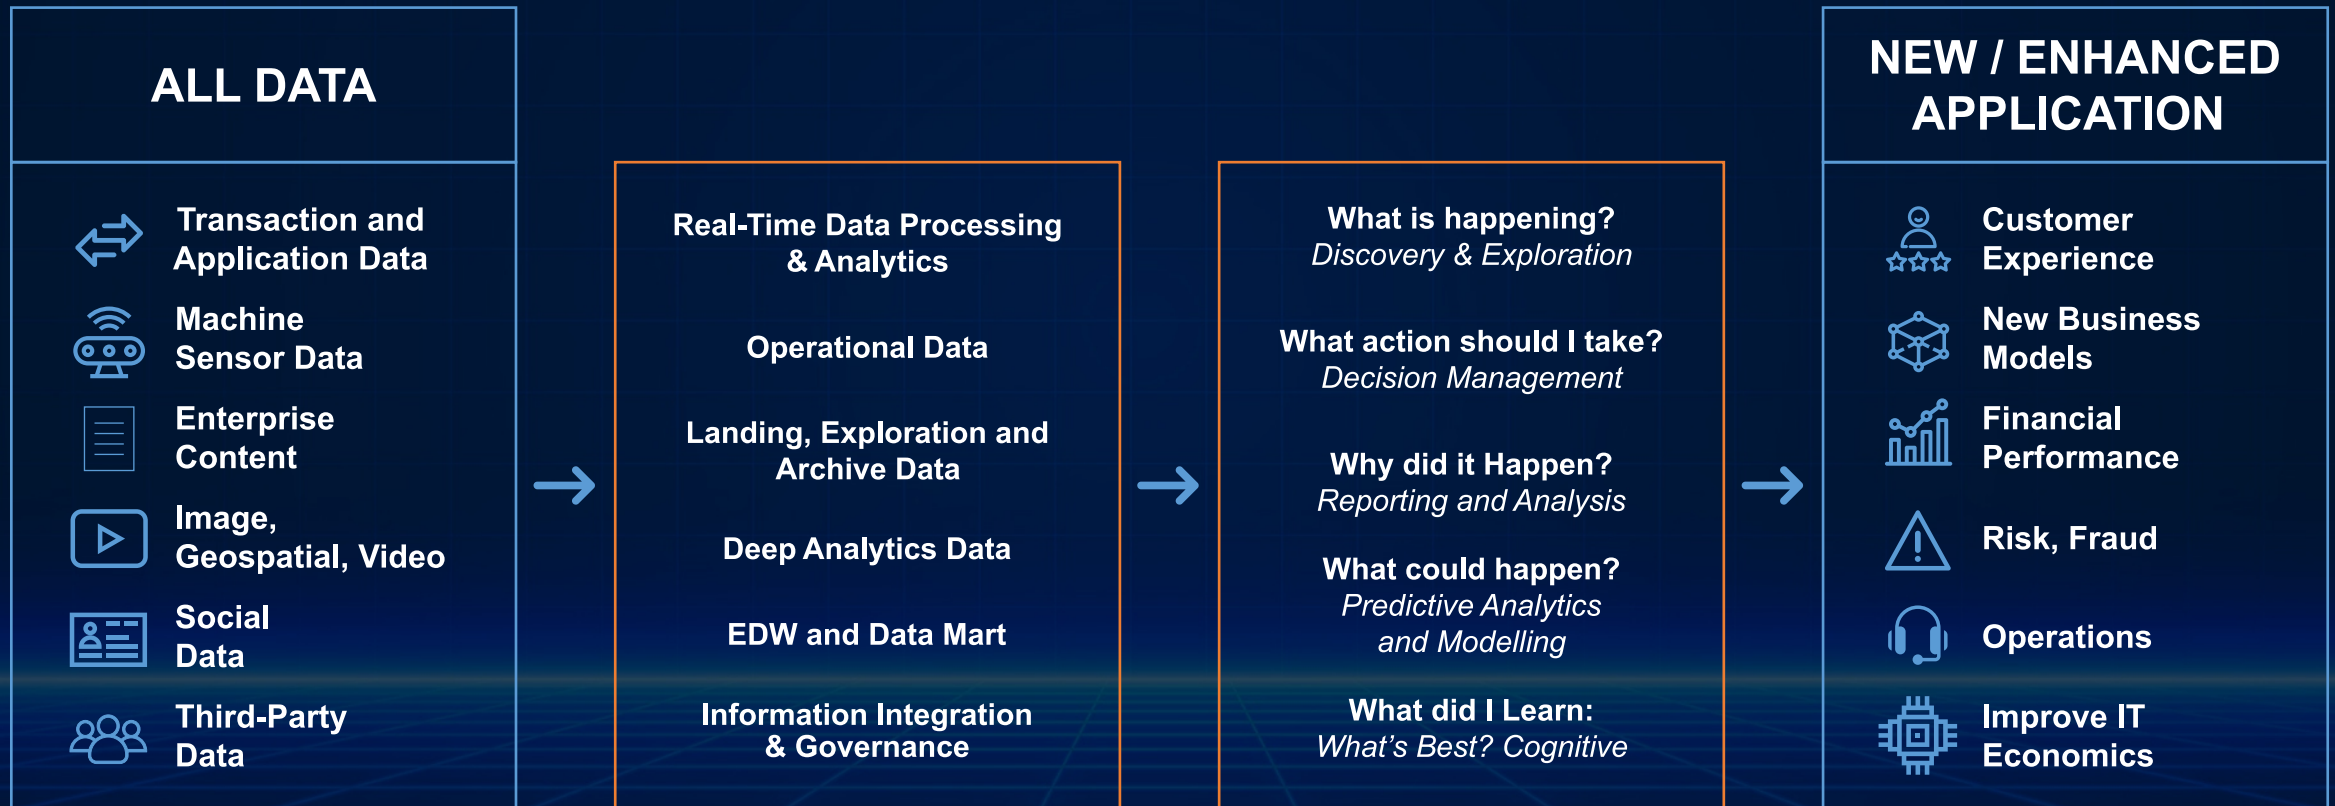 ALL DATA
Transaction and
Application Data
Machine
Sensor Data
Enterprise
Content
Image,
Geospatial, Video
Social
Data
Third-Party
Data
Real-Time Data Processing
& Analytics
Operational Data
Landing, Exploration and
Archive Data
Deep Analytics Data
EDW and Data Mart
Information Integration
& Governance
What is happening?
Discovery & Exploration
What action should I take?
Decision Management
Why did it Happen?
Reporting and Analysis
What could happen?
Predictive Analytics
and Modelling
What did I Learn:
What’s Best? Cognitive
NEW / ENHANCED
APPLICATION
Customer
Experience
New Business
Models
Financial
Performance
Risk, Fraud
Operations
Improve IT
Economics